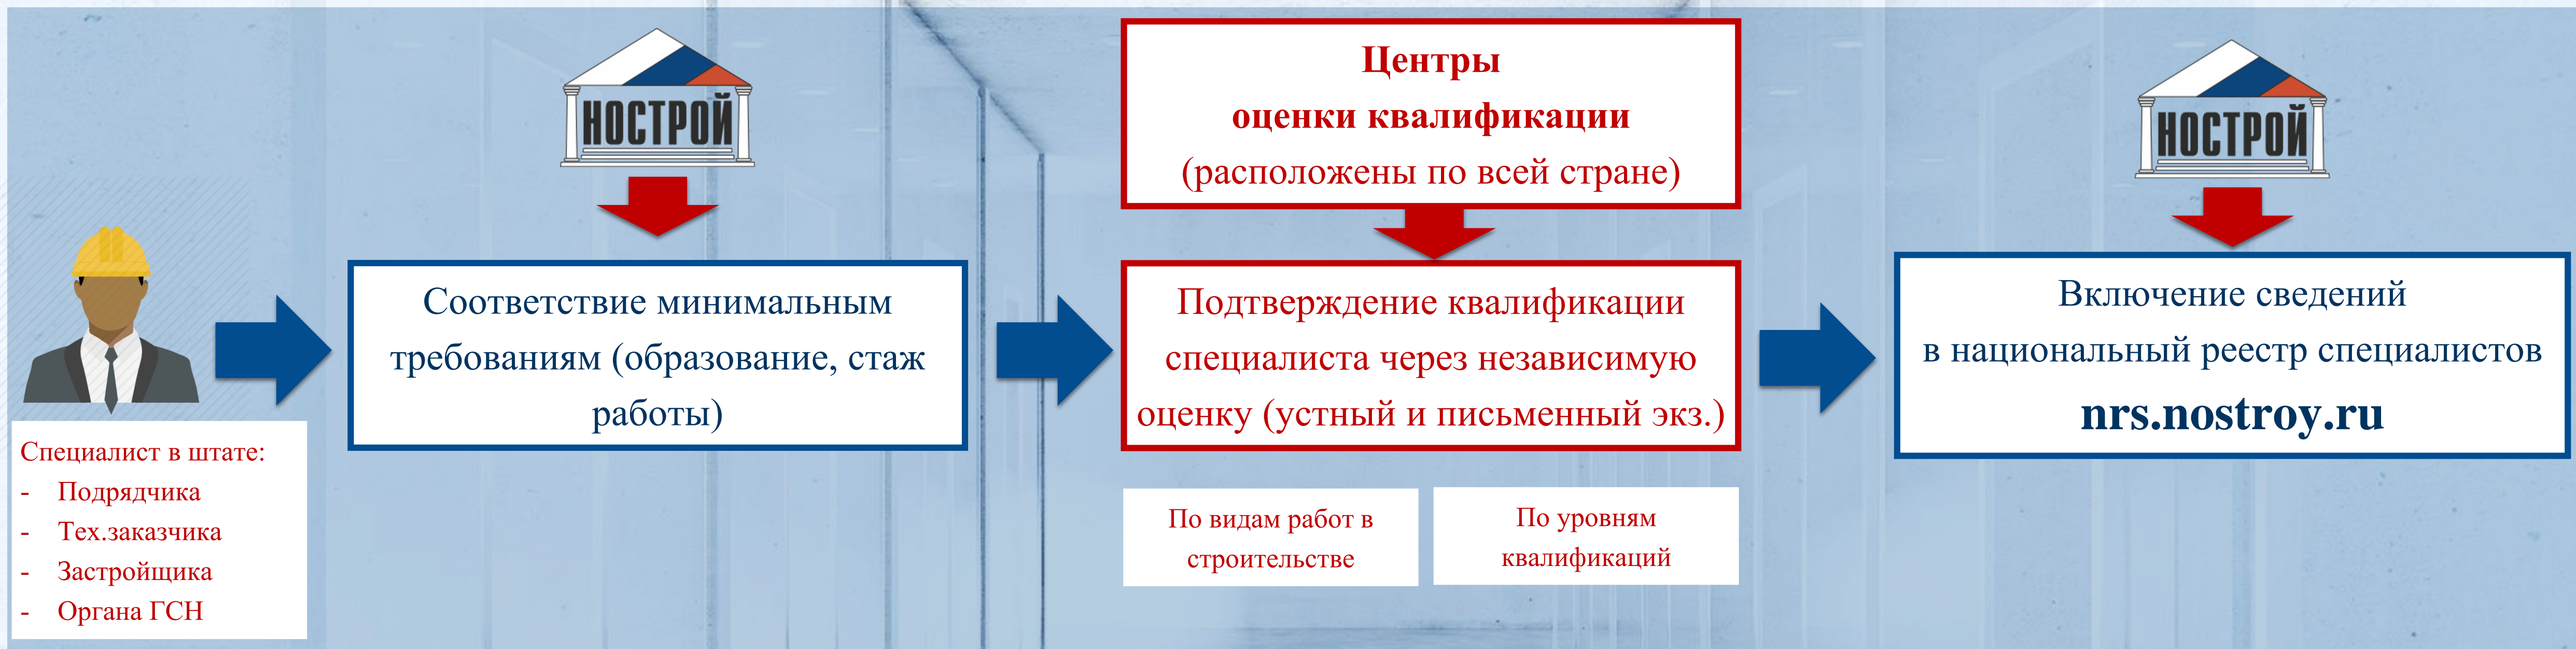 НОСТРОЙ
Центры
оценки квалификации
(расположены по всей стране)
НОСТРОЙ
Специалист в штате:
- Подрядчика
- Тех.заказчика
- Застройщика
- Органа ГСН
Соответствие минимальным
требованиям (образование, стаж
работы)
Подтверждение квалификации
специалиста через независимую
оценку (устный и письменный экз.)
По видам работ в
строительстве
По уровням
квалификаций
Включение сведений
в национальный реестр специалистов
nrs.nostroy.ru